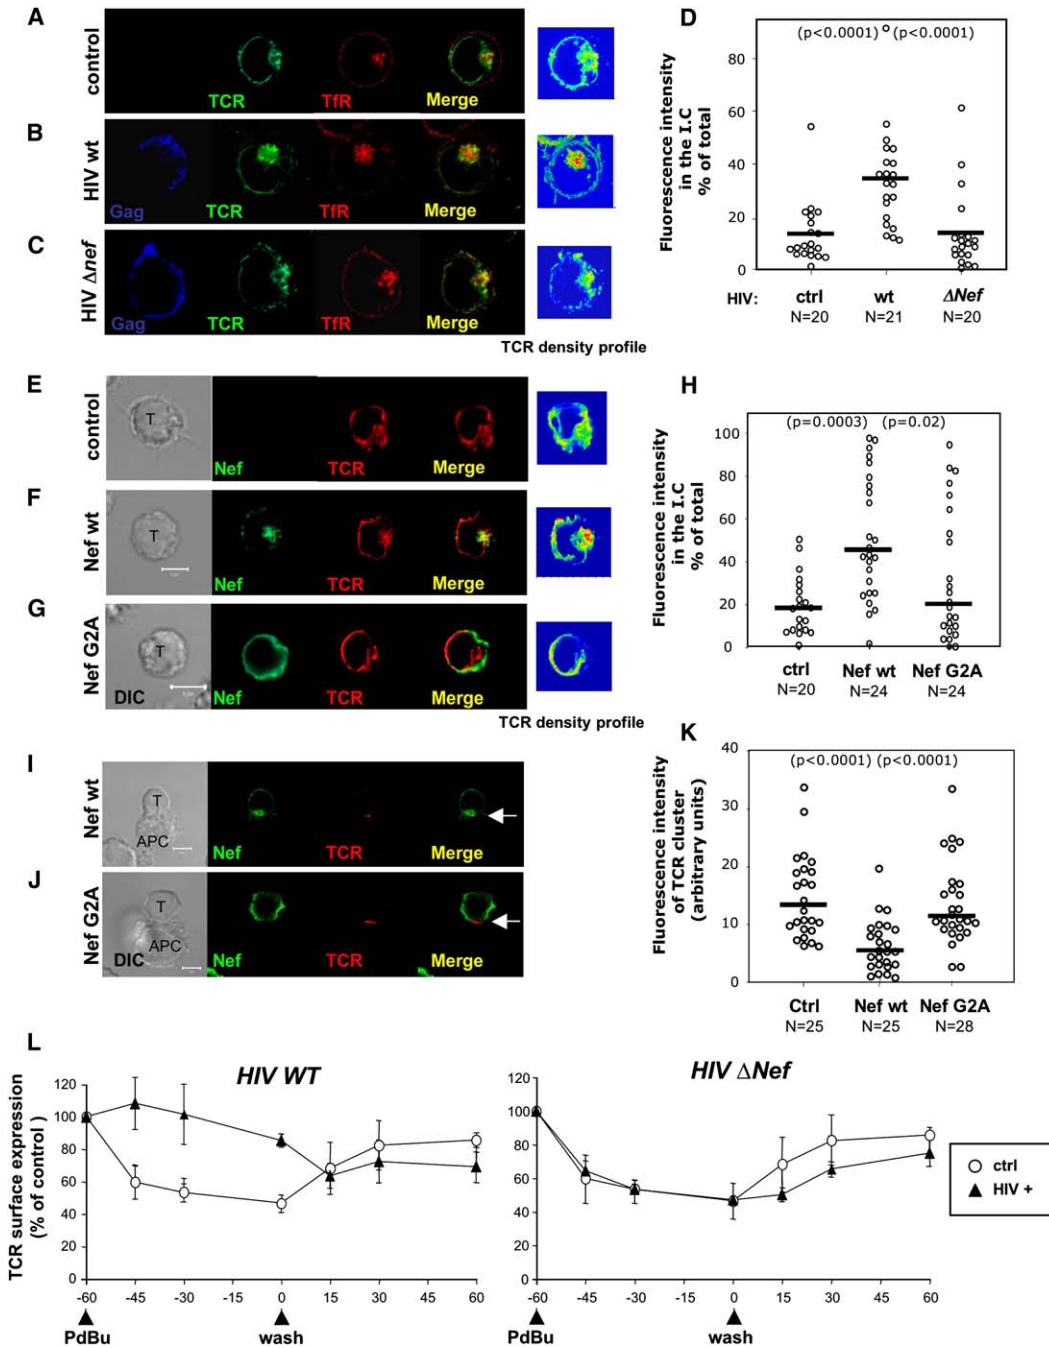 A
control
TCR
TfR
Merge
B
HIV wt
Gag
TCR
TfR
Merge
C
HIV Δnef
Gag
TCR
TfR
Merge
TCR density profile
D
Fluorescence intensity
in the I.C
% of total
(p<0.0001) (p<0.0001)
80
60
40
20
0
HIV: ctrl wt ΔNef
N=20 N=21 N=20
E
control
T
Nef
TCR
Merge
F
Nef wt
T
Nef
TCR
Merge
G
Nef G2A
T
DIC
Nef
TCR
Merge
TCR density profile
H
Fluorescence intensity
in the I.C
% of total
(p=0.0003) (p=0.02)
100
80
60
40
20
0
ctrl Nef wt Nef G2A
N=20 N=24 N=24
I
Nef wt
T
APC
Nef
TCR
Merge
J
Nef G2A
T
APC
DIC
Nef
TCR
Merge
K
Fluorescence intensity
of TCR cluster
(arbitrary units)
(p<0.0001) (p<0.0001)
40
30
20
10
0
Ctrl Nef wt Nef G2A
N=25 N=25 N=28
L
HIV WT
TCR surface expression
(% of control )
120
100
80
60
40
20
0
-60 -45 -30 -15 0 15 30 45 60
PdBu wash
HIV ΔNef
120
100
80
60
40
20
0
-60 -45 -30 -15 0 15 30 45 60
PdBu wash
ctrl
HIV +